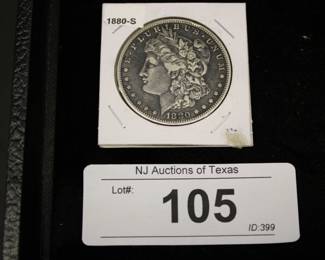 1880-S
E·PLURIBUS·UNUM
1880
NJ Auctions of Texas
Lot#:
105
ID:399